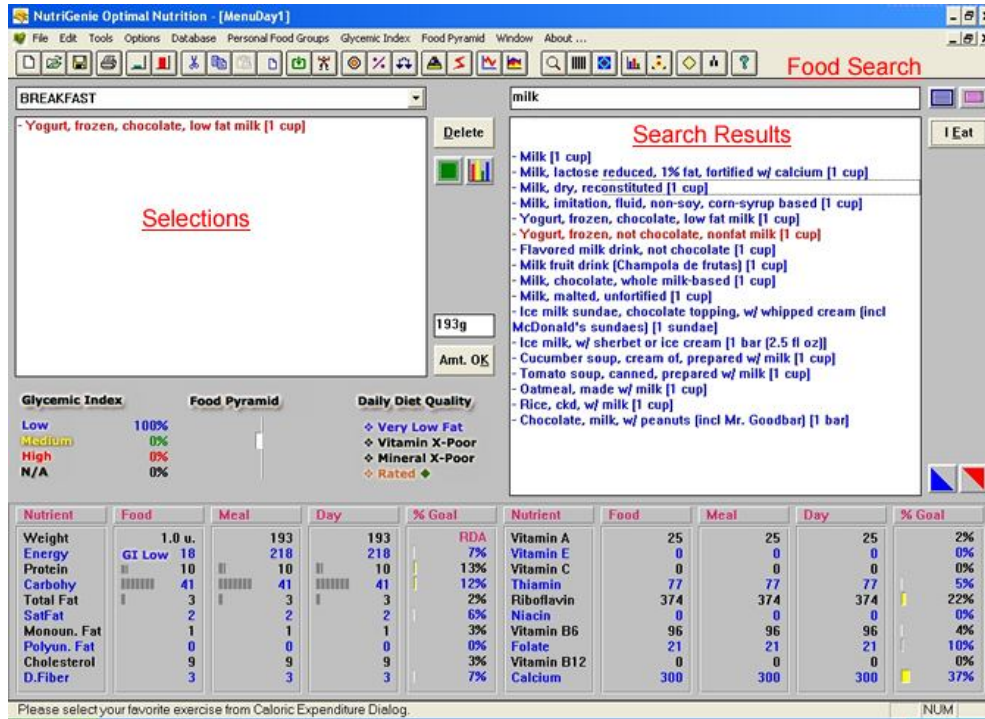 NutriGenie Optimal Nutrition - [MenuDay1]
File Edit Tools Options Database Personal Food Groups Glycemic Index Food Pyramid Window About ...
Food Search
BREAKFAST
milk
- Yogurt, frozen, chocolate, low fat milk [1 cup]
Selections
Delete
193g
Amt. OK
Search Results
I Eat
- Milk [1 cup]
- Milk, lactose reduced, 1% fat, fortified w/ calcium [1 cup]
- Milk, dry, reconstituted [1 cup]
- Milk, imitation, fluid, non-soy, corn-syrup based [1 cup]
- Yogurt, frozen, chocolate, low fat milk [1 cup]
- Yogurt, frozen, not chocolate, nonfat milk [1 cup]
- Flavored milk drink, not chocolate [1 cup]
- Milk fruit drink (Champola de frutas) [1 cup]
- Milk, chocolate, whole milk-based [1 cup]
- Milk, malted, unfortified [1 cup]
- Ice milk sundae, chocolate topping, w/ whipped cream (incl
McDonald's sundaes) [1 sundae]
- Ice milk, w/ sherbet or ice cream [1 bar (2.5 fl oz)]
- Cucumber soup, cream of, prepared w/ milk [1 cup]
- Tomato soup, canned, prepared w/ milk [1 cup]
- Oatmeal, made w/ milk [1 cup]
- Rice, ckd, w/ milk [1 cup]
- Chocolate, milk, w/ peanuts (incl Mr. Goodbar) [1 bar]
Glycemic Index Food Pyramid Daily Diet Quality
Low 100% Very Low Fat
Medium 0% Vitamin X-Poor
High 0% Mineral X-Poor
N/A 0% Rated
Nutrient Food Meal Day % Goal
Weight 1.0 u. 193 193 RDA
Energy GI Low 18 218 218 7%
Protein 10 10 10 13%
Carbohy 41 41 41 12%
Total Fat 3 3 3 2%
SatFat 2 2 2 6%
Monoun. Fat 1 1 1 3%
Polyun. Fat 0 0 0 0%
Cholesterol 9 9 9 3%
D.Fiber 3 3 3 7%
Nutrient Food Meal Day % Goal
Vitamin A 25 25 25 2%
Vitamin E 0 0 0 0%
Vitamin C 0 0 0 0%
Thiamin 77 77 77 5%
Riboflavin 374 374 374 22%
Niacin 0 0 0 0%
Vitamin B6 96 96 96 4%
Folate 21 21 21 10%
Vitamin B12 0 0 0 0%
Calcium 300 300 300 37%
Please select your favorite exercise from Caloric Expenditure Dialog.
NUM